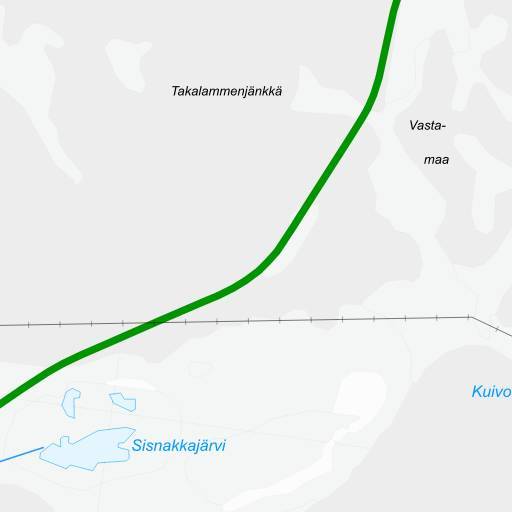 Takalammenjänkkä
Vasta-
maa
Kuivo
Sisnakkajärvi